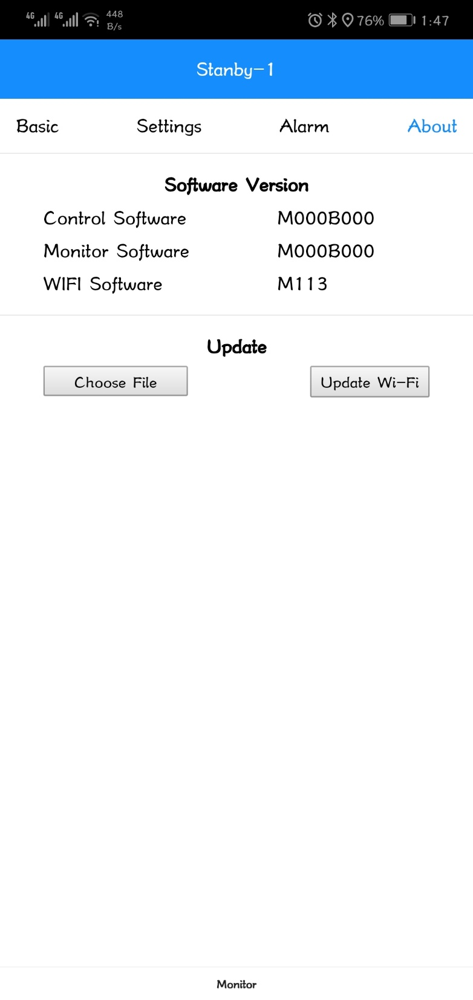 4G 4G 448 B/s 76% 1:47
Stanby-1
Basic Settings Alarm About
Software Version
Control Software M000B000
Monitor Software M000B000
WIFI Software M113
Update
Choose File Update Wi-Fi
Monitor